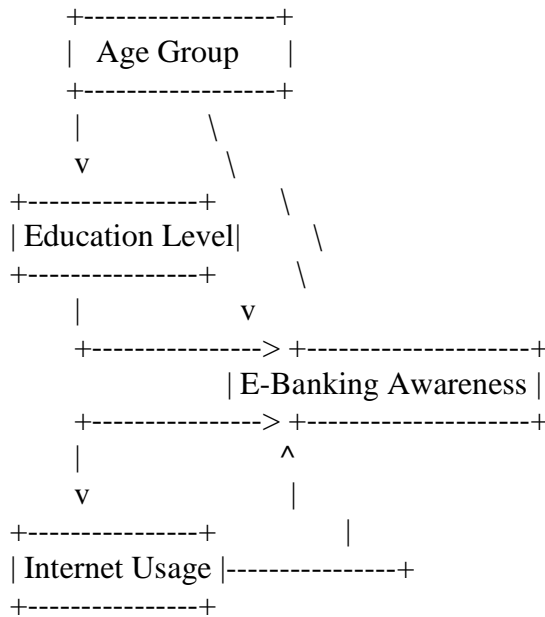 +------------------+
| Age Group |
+------------------+
| \
v \
+----------------+ \
| Education Level| \
+----------------+ \
| v
+-----------------> +--------------------+
| E-Banking Awareness |
+-----------------> +--------------------+
| ^
v |
+----------------+ |
| Internet Usage |----------------+
+----------------+